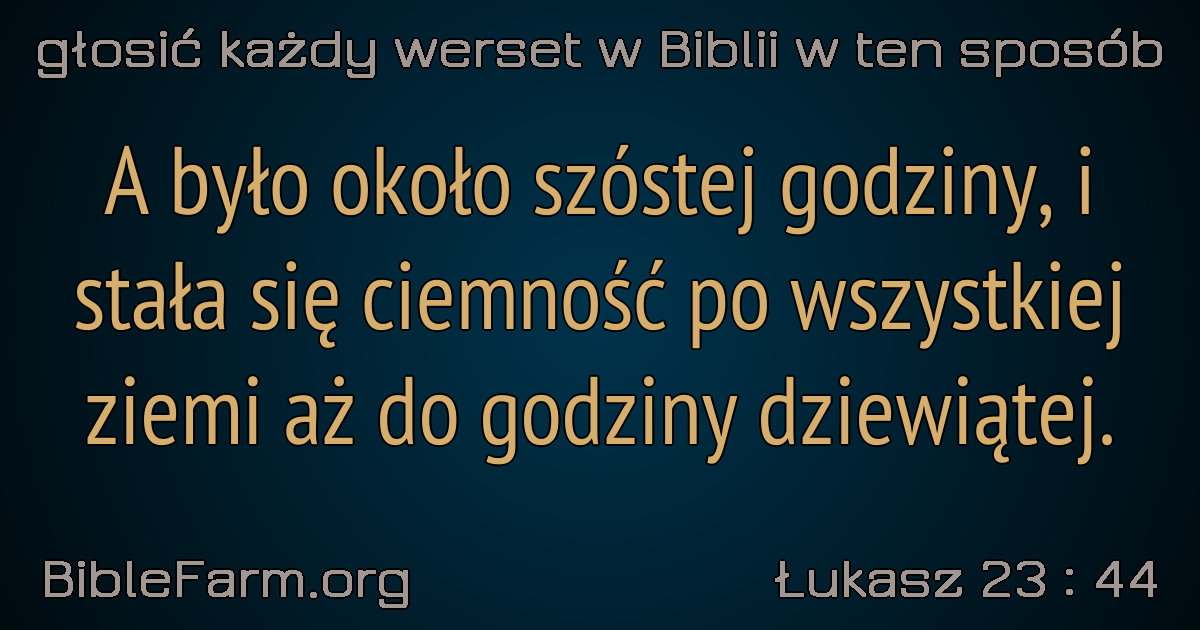 głosić każdy werset w Biblii w ten sposób
A było około szóstej godziny, i
stała się ciemność po wszystkiej
ziemi aż do godziny dziewiątej.
BibleFarm.org
Łukasz 23 : 44